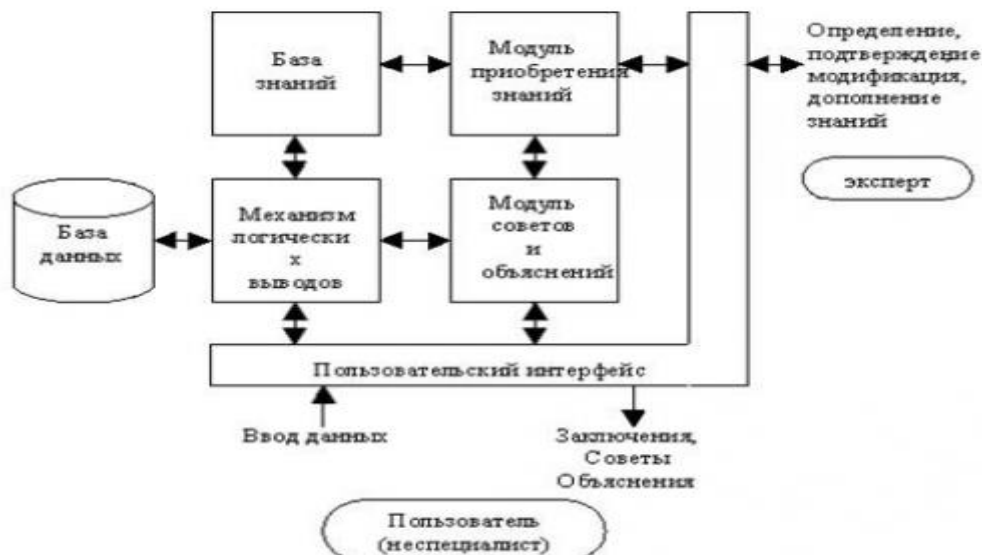 База
знаний
Модуль
приобретения
знаний
Определение,
подтверждение
модификация,
дополнение
знаний
эксперт
База
данных
Механизм
логически
х
выводов
Модуль
советов
и
объяснений
Пользовательский интерфейс
Ввод данных
Заключения,
Советы
Объяснения
Пользователь
(неспециалист)